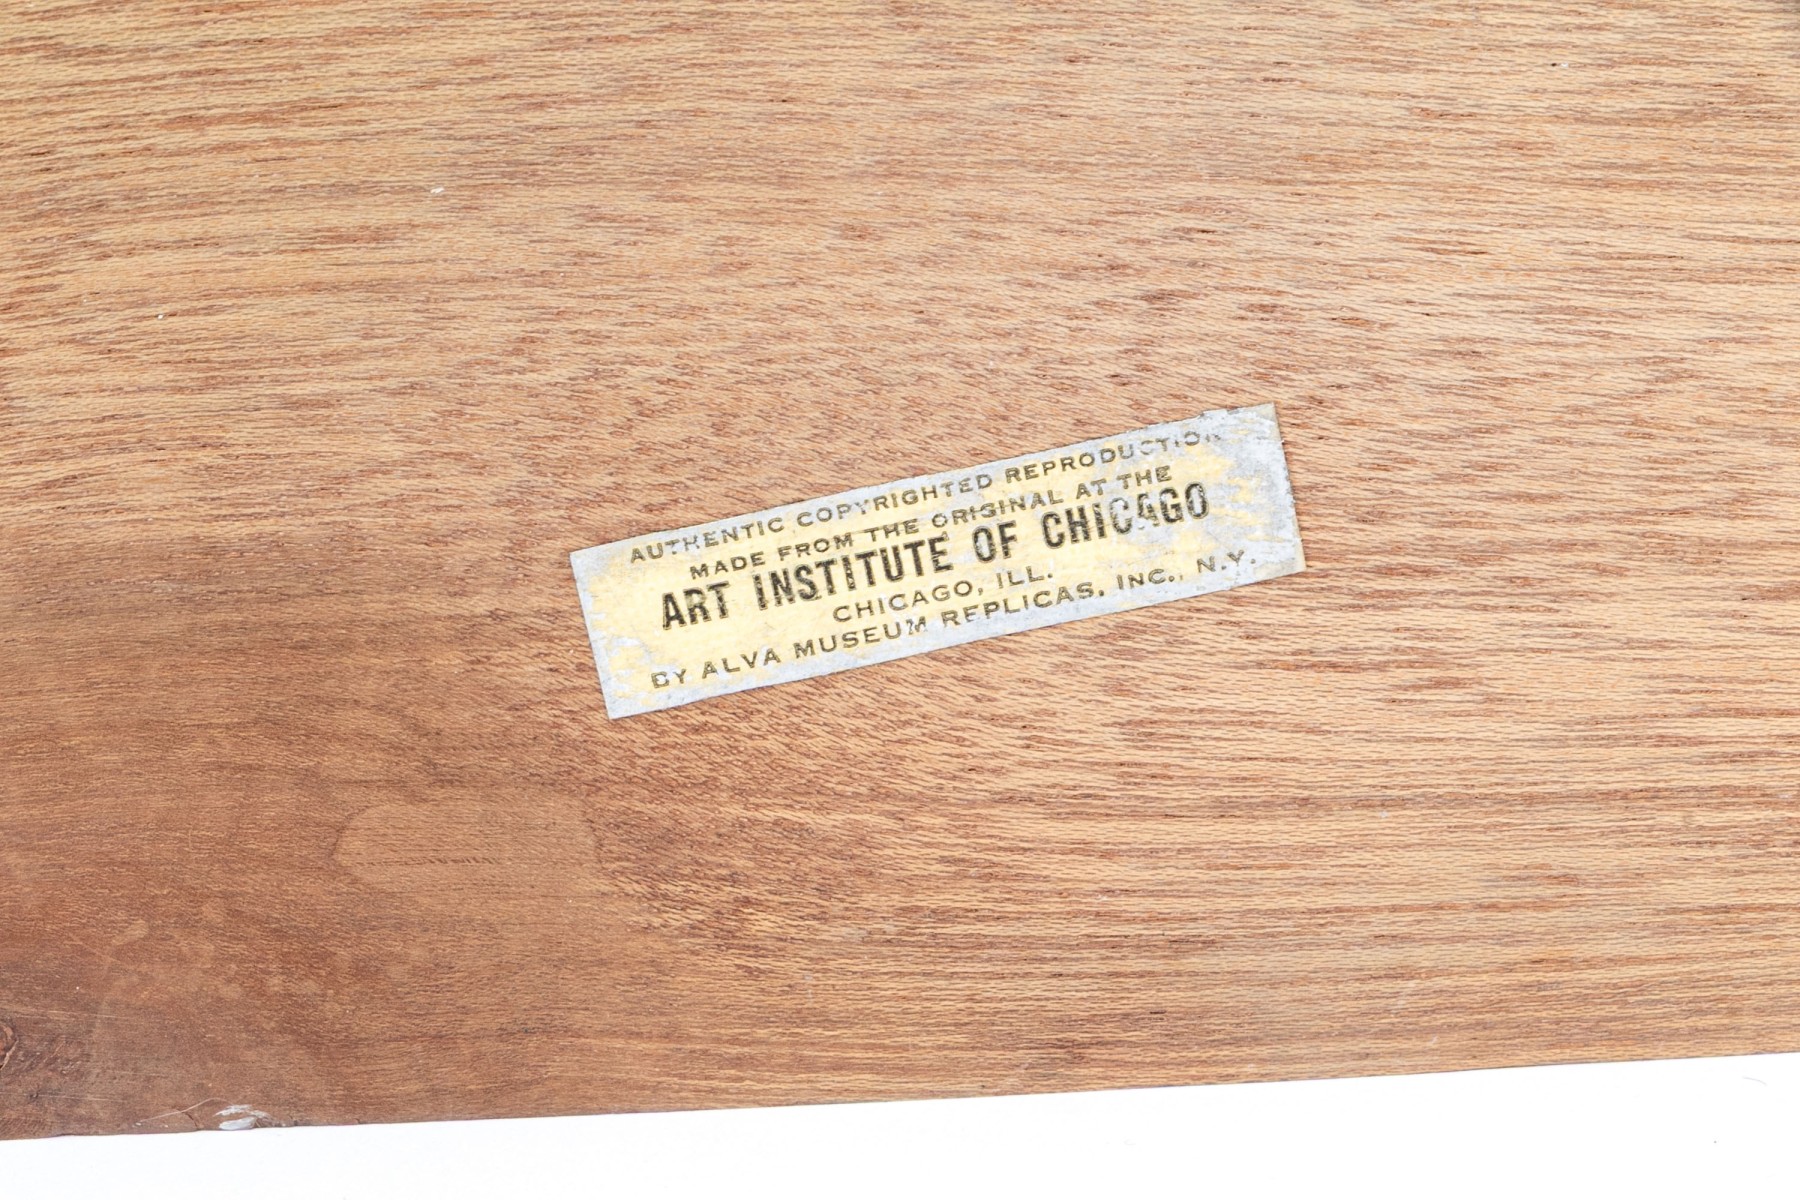 AUTHENTIC COPYRIGHTED REPRODUCTION
MADE FROM THE ORIGINAL AT THE
ART INSTITUTE OF CHICAGO
CHICAGO, ILL.
BY ALVA MUSEUM REPLICAS, INC., N.Y.